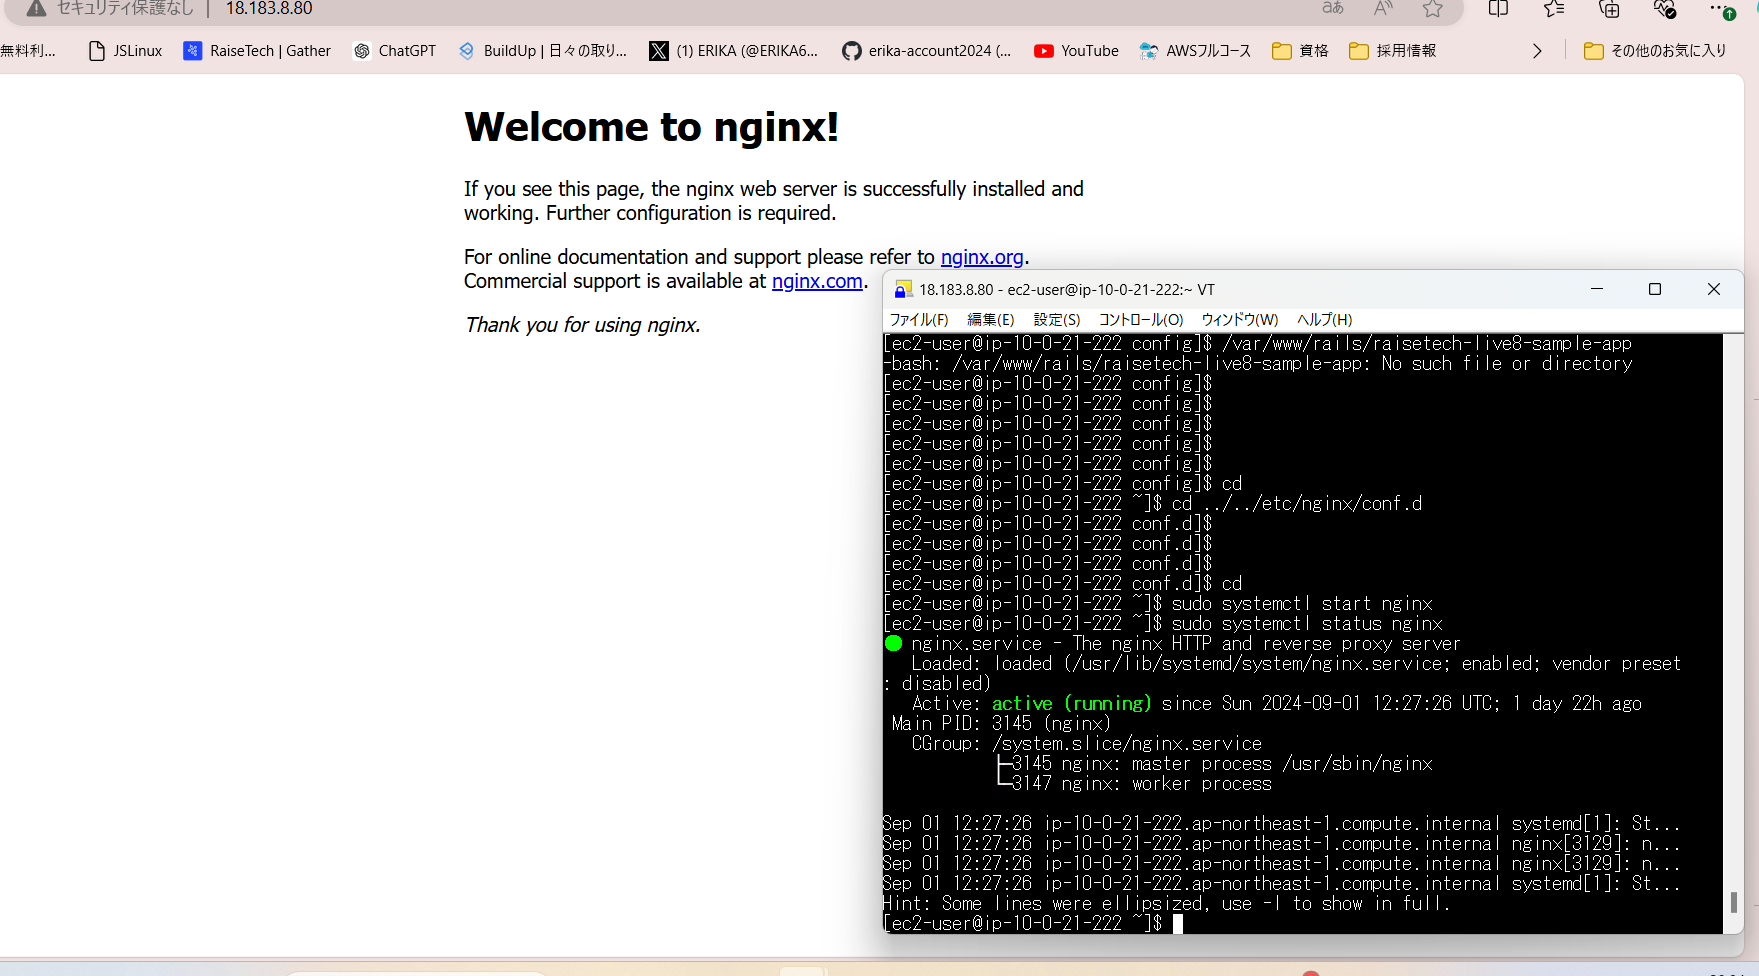 セキュリティ保護なし | 18.183.8.80 aあ A
無料利... JSLinux RaiseTech | Gather ChatGPT BuildUp | 日々の取り... (1) ERIKA (@ERIKA6... erika-account2024 (... YouTube AWSフルコース 資格 採用情報 その他のお気に入り
Welcome to nginx!
If you see this page, the nginx web server is successfully installed and
working. Further configuration is required.
For online documentation and support please refer to nginx.org.
Commercial support is available at nginx.com.
Thank you for using nginx.
18.183.8.80 - ec2-user@ip-10-0-21-222:~ VT
ファイル(F) 編集(E) 設定(S) コントロール(O) ウィンドウ(W) ヘルプ(H)
[ec2-user@ip-10-0-21-222 config]$ /var/www/rails/raisetech-live8-sample-app
-bash: /var/www/rails/raisetech-live8-sample-app: No such file or directory
[ec2-user@ip-10-0-21-222 config]$
[ec2-user@ip-10-0-21-222 config]$
[ec2-user@ip-10-0-21-222 config]$
[ec2-user@ip-10-0-21-222 config]$
[ec2-user@ip-10-0-21-222 config]$
[ec2-user@ip-10-0-21-222 config]$ cd
[ec2-user@ip-10-0-21-222 ~]$ cd ../../etc/nginx/conf.d
[ec2-user@ip-10-0-21-222 conf.d]$
[ec2-user@ip-10-0-21-222 conf.d]$
[ec2-user@ip-10-0-21-222 conf.d]$
[ec2-user@ip-10-0-21-222 conf.d]$ cd
[ec2-user@ip-10-0-21-222 ~]$ sudo systemctl start nginx
[ec2-user@ip-10-0-21-222 ~]$ sudo systemctl status nginx
● nginx.service - The nginx HTTP and reverse proxy server
Loaded: loaded (/usr/lib/systemd/system/nginx.service; enabled; vendor preset
: disabled)
Active: active (running) since Sun 2024-09-01 12:27:26 UTC; 1 day 22h ago
Main PID: 3145 (nginx)
CGroup: /system.slice/nginx.service
├─3145 nginx: master process /usr/sbin/nginx
└─3147 nginx: worker process
Sep 01 12:27:26 ip-10-0-21-222.ap-northeast-1.compute.internal systemd[1]: St...
Sep 01 12:27:26 ip-10-0-21-222.ap-northeast-1.compute.internal nginx[3129]: n...
Sep 01 12:27:26 ip-10-0-21-222.ap-northeast-1.compute.internal nginx[3129]: n...
Sep 01 12:27:26 ip-10-0-21-222.ap-northeast-1.compute.internal systemd[1]: St...
Hint: Some lines were ellipsized, use -l to show in full.
[ec2-user@ip-10-0-21-222 ~]$